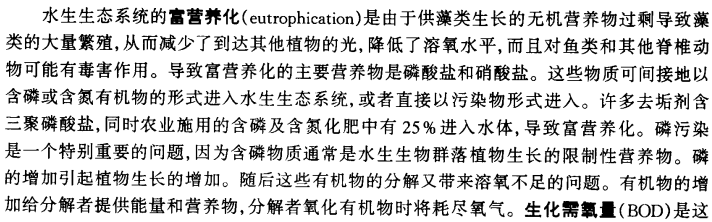 水生生态系统的富营养化(eutrophication)是由于供藻类生长的无机营养物过剩导致藻
类的大量繁殖,从而减少了到达其他植物的光,降低了溶氧水平,而且对鱼类和其他脊椎动
物可能有毒害作用。导致富营养化的主要营养物是磷酸盐和硝酸盐。这些物质可间接地以
含磷或含氮有机物的形式进入水生生态系统,或者直接以污染物形式进入。许多去垢剂含
三聚磷酸盐,同时农业施用的含磷及含氮化肥中有25%进入水体,导致富营养化。磷污染
是一个特别重要的问题,因为含磷物质通常是水生生物群落植物生长的限制性营养物。磷
的增加引起植物生长的增加。随后这些有机物的分解又带来溶氧不足的问题。有机物的增
加给分解者提供能量和营养物,分解者氧化有机物时将耗尽氧气。生化需氧量(BOD)是这